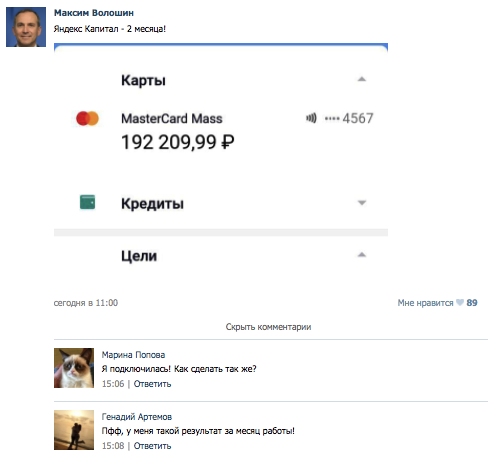 Максим Волошин
Яндекс Капитал - 2 месяца!
Карты
MasterCard Mass
•••• 4567
192 209,99 ₽
Кредиты
Цели
сегодня в 11:00
Мне нравится 89
Скрыть комментарии
Марина Попова
Я подключилась! Как сделать так же?
15:06 | Ответить
Генадий Артемов
Пфф, у меня такой результат за месяц работы!
15:08 | Ответить